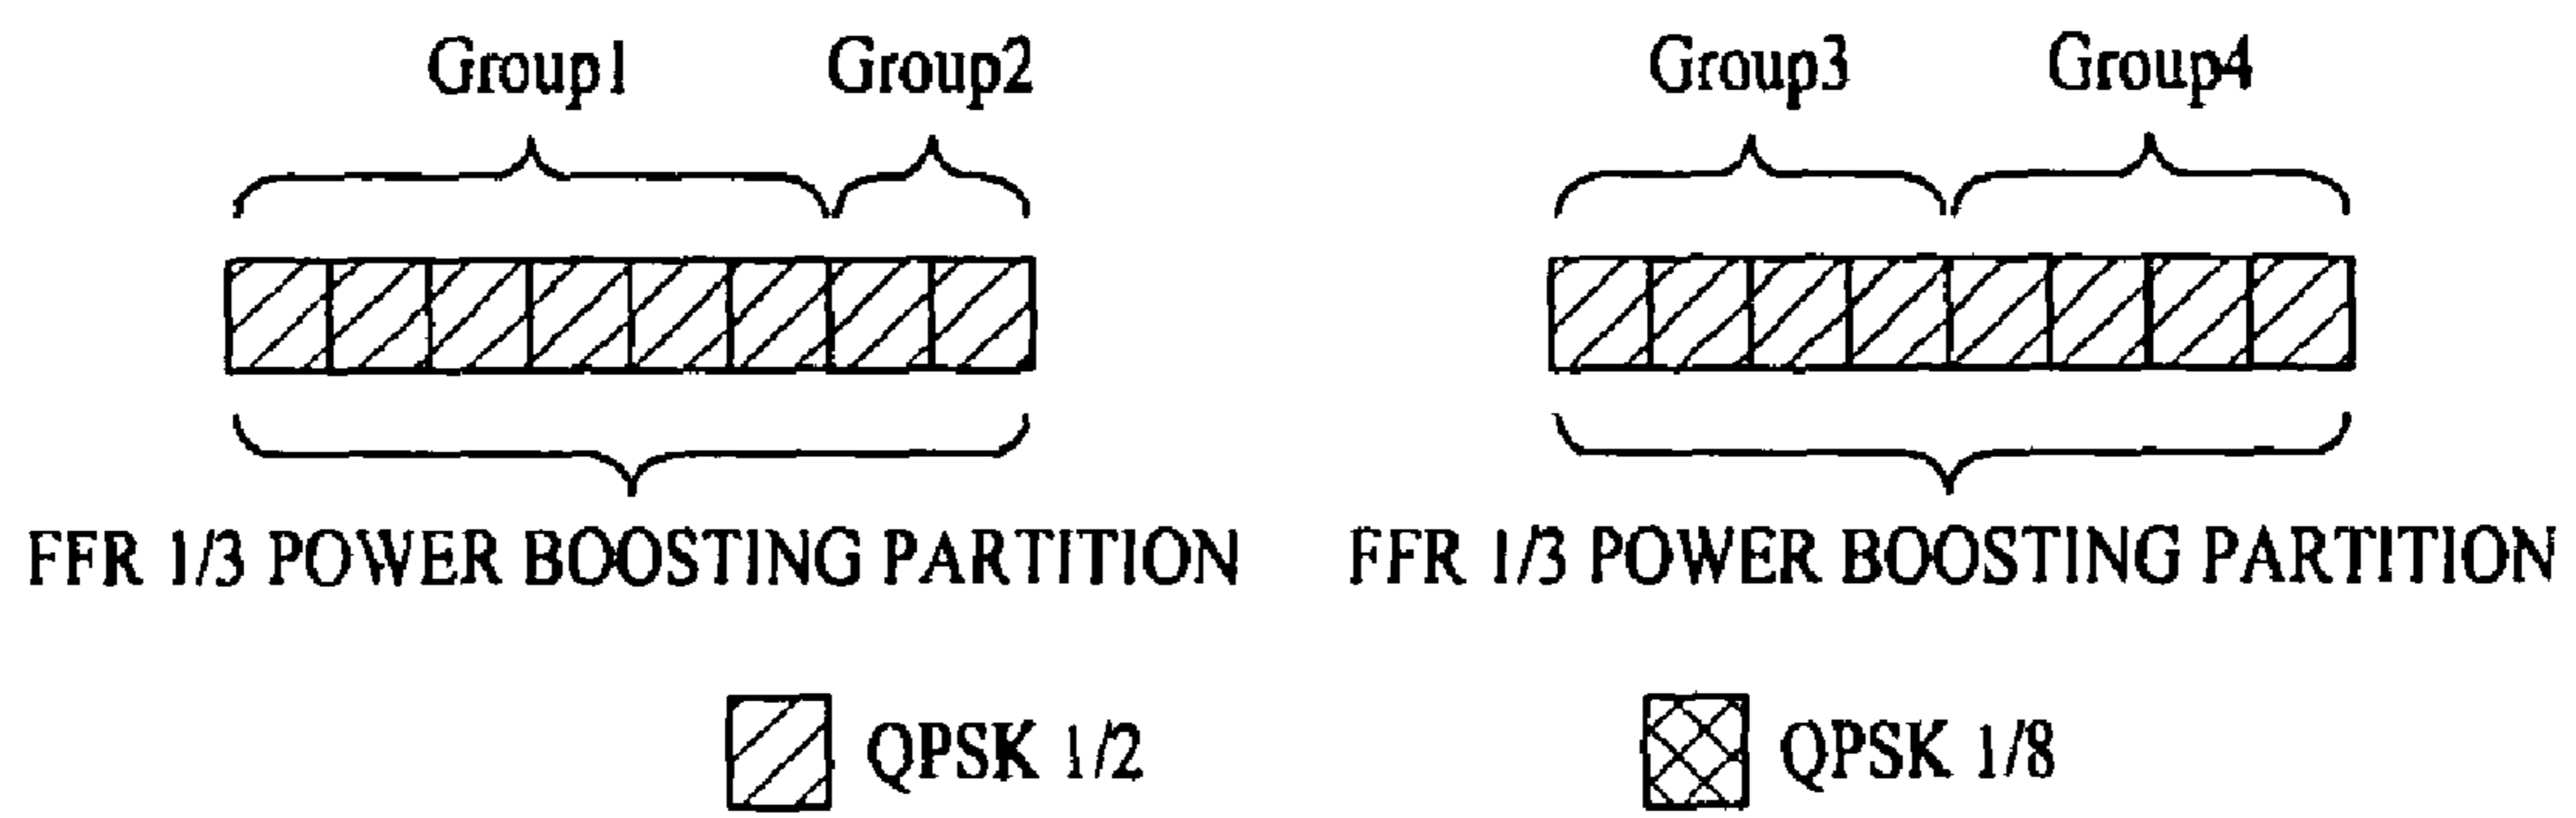 Group1 Group2 Group3 Group4
FFR 1/3 POWER BOOSTING PARTITION FFR 1/3 POWER BOOSTING PARTITION
QPSK 1/2 QPSK 1/8